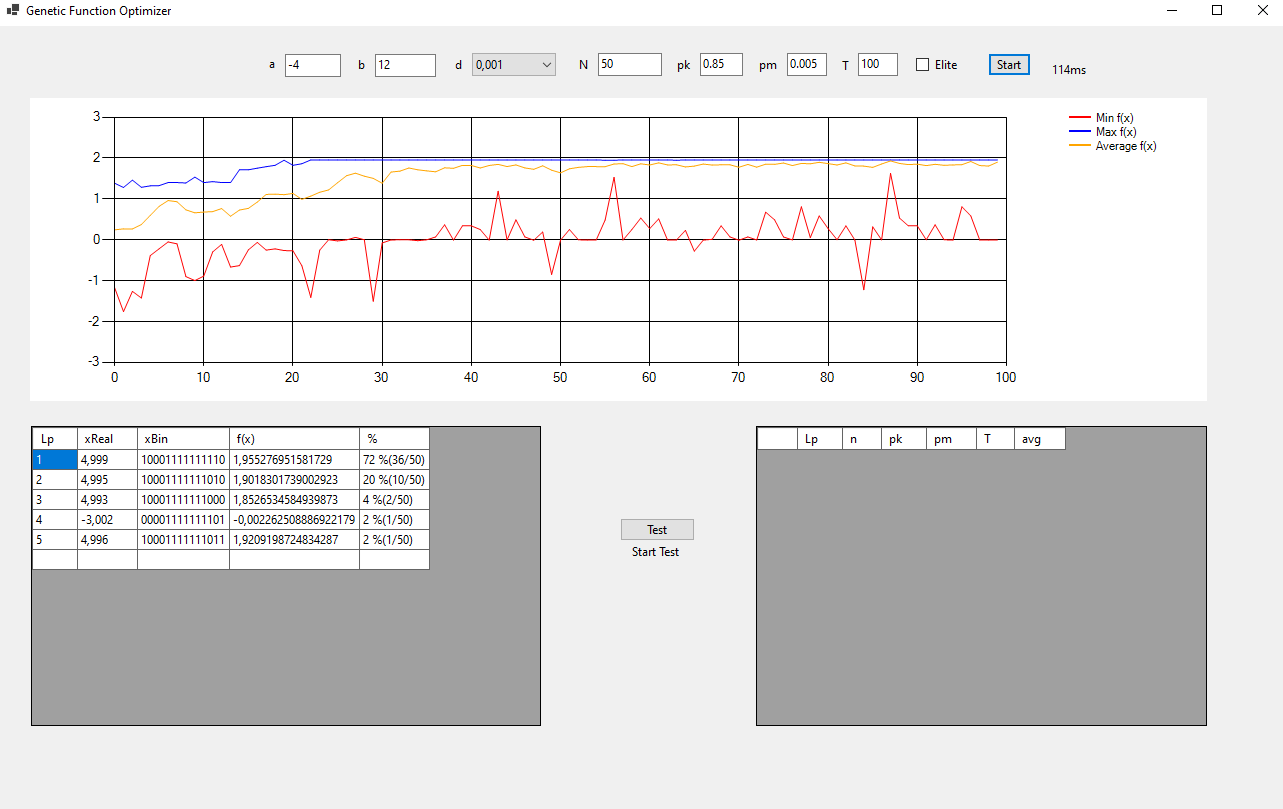 Genetic Function Optimizer
a -4 b 12 d 0,001 N 50 pk 0.85 pm 0.005 T 100 Elite Start 114ms
Min f(x)
Max f(x)
Average f(x)
3
2
1
0
-1
-2
-3
0 10 20 30 40 50 60 70 80 90 100
Lp xReal xBin f(x) %
1 4,999 10001111111110 1,955276951581729 72 %(36/50)
2 4,995 10001111111010 1,9018301739002923 20 %(10/50)
3 4,993 10001111111000 1,8526534584939873 4 %(2/50)
4 -3,002 00001111111101 -0,002262508886922179 2 %(1/50)
5 4,996 10001111111011 1,9209198724834287 2 %(1/50)
Test
Start Test
Lp n pk pm T avg